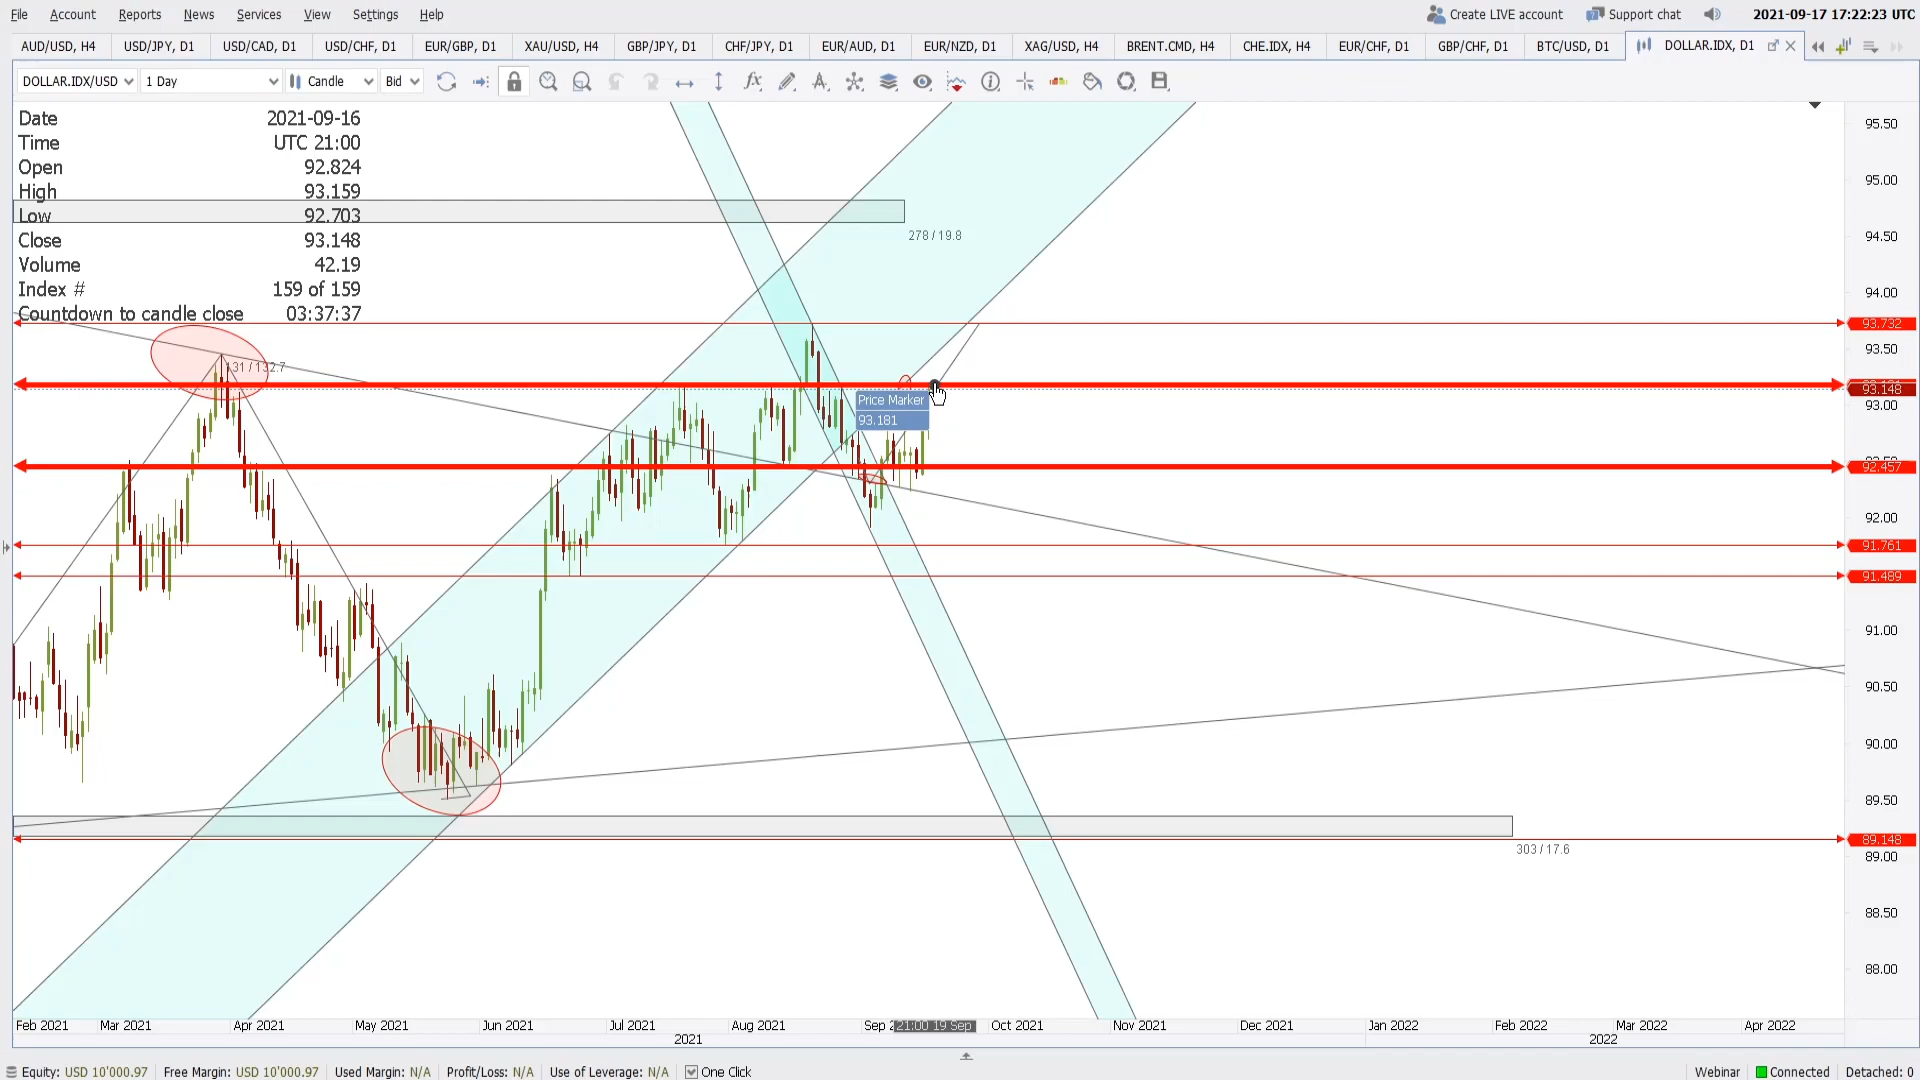 File Account Reports News Services View Settings Help Create LIVE account Support chat 2021-09-17 17:22:23 UTC
AUD/USD, H4 USD/JPY, D1 USD/CAD, D1 USD/CHF, D1 EUR/GBP, D1 XAU/USD, H4 GBP/JPY, D1 CHF/JPY, D1 EUR/AUD, D1 EUR/NZD, D1 XAG/USD, H4 BRENT.CMD, H4 CHE.IDX, H4 EUR/CHF, D1 GBP/CHF, D1 BTC/USD, D1 DOLLAR.IDX, D1
DOLLAR.IDX/USD 1 Day Candle Bid
Date 2021-09-16
Time UTC 21:00
Open 92.824
High 93.159
Low 92.703
Close 93.148
Volume 42.19
Index # 159 of 159
Countdown to candle close 03:37:37
278 / 19.8
131 / 132.7
Price Marker
93.181
303 / 17.6
95.50
95.00
94.50
94.00
93.732
93.50
93.148
93.00
92.457
92.00
91.761
91.489
91.00
90.50
90.00
89.50
89.148
89.00
88.50
88.00
Feb 2021 Mar 2021 Apr 2021 May 2021 Jun 2021 Jul 2021 Aug 2021 Sep 2 21:00 19 Sep Oct 2021 Nov 2021 Dec 2021 Jan 2022 Feb 2022 Mar 2022 Apr 2022
2021 2022
Equity: USD 10'000.97 Free Margin: USD 10'000.97 Used Margin: N/A Profit/Loss: N/A Use of Leverage: N/A One Click Webinar Connected Detached: 0